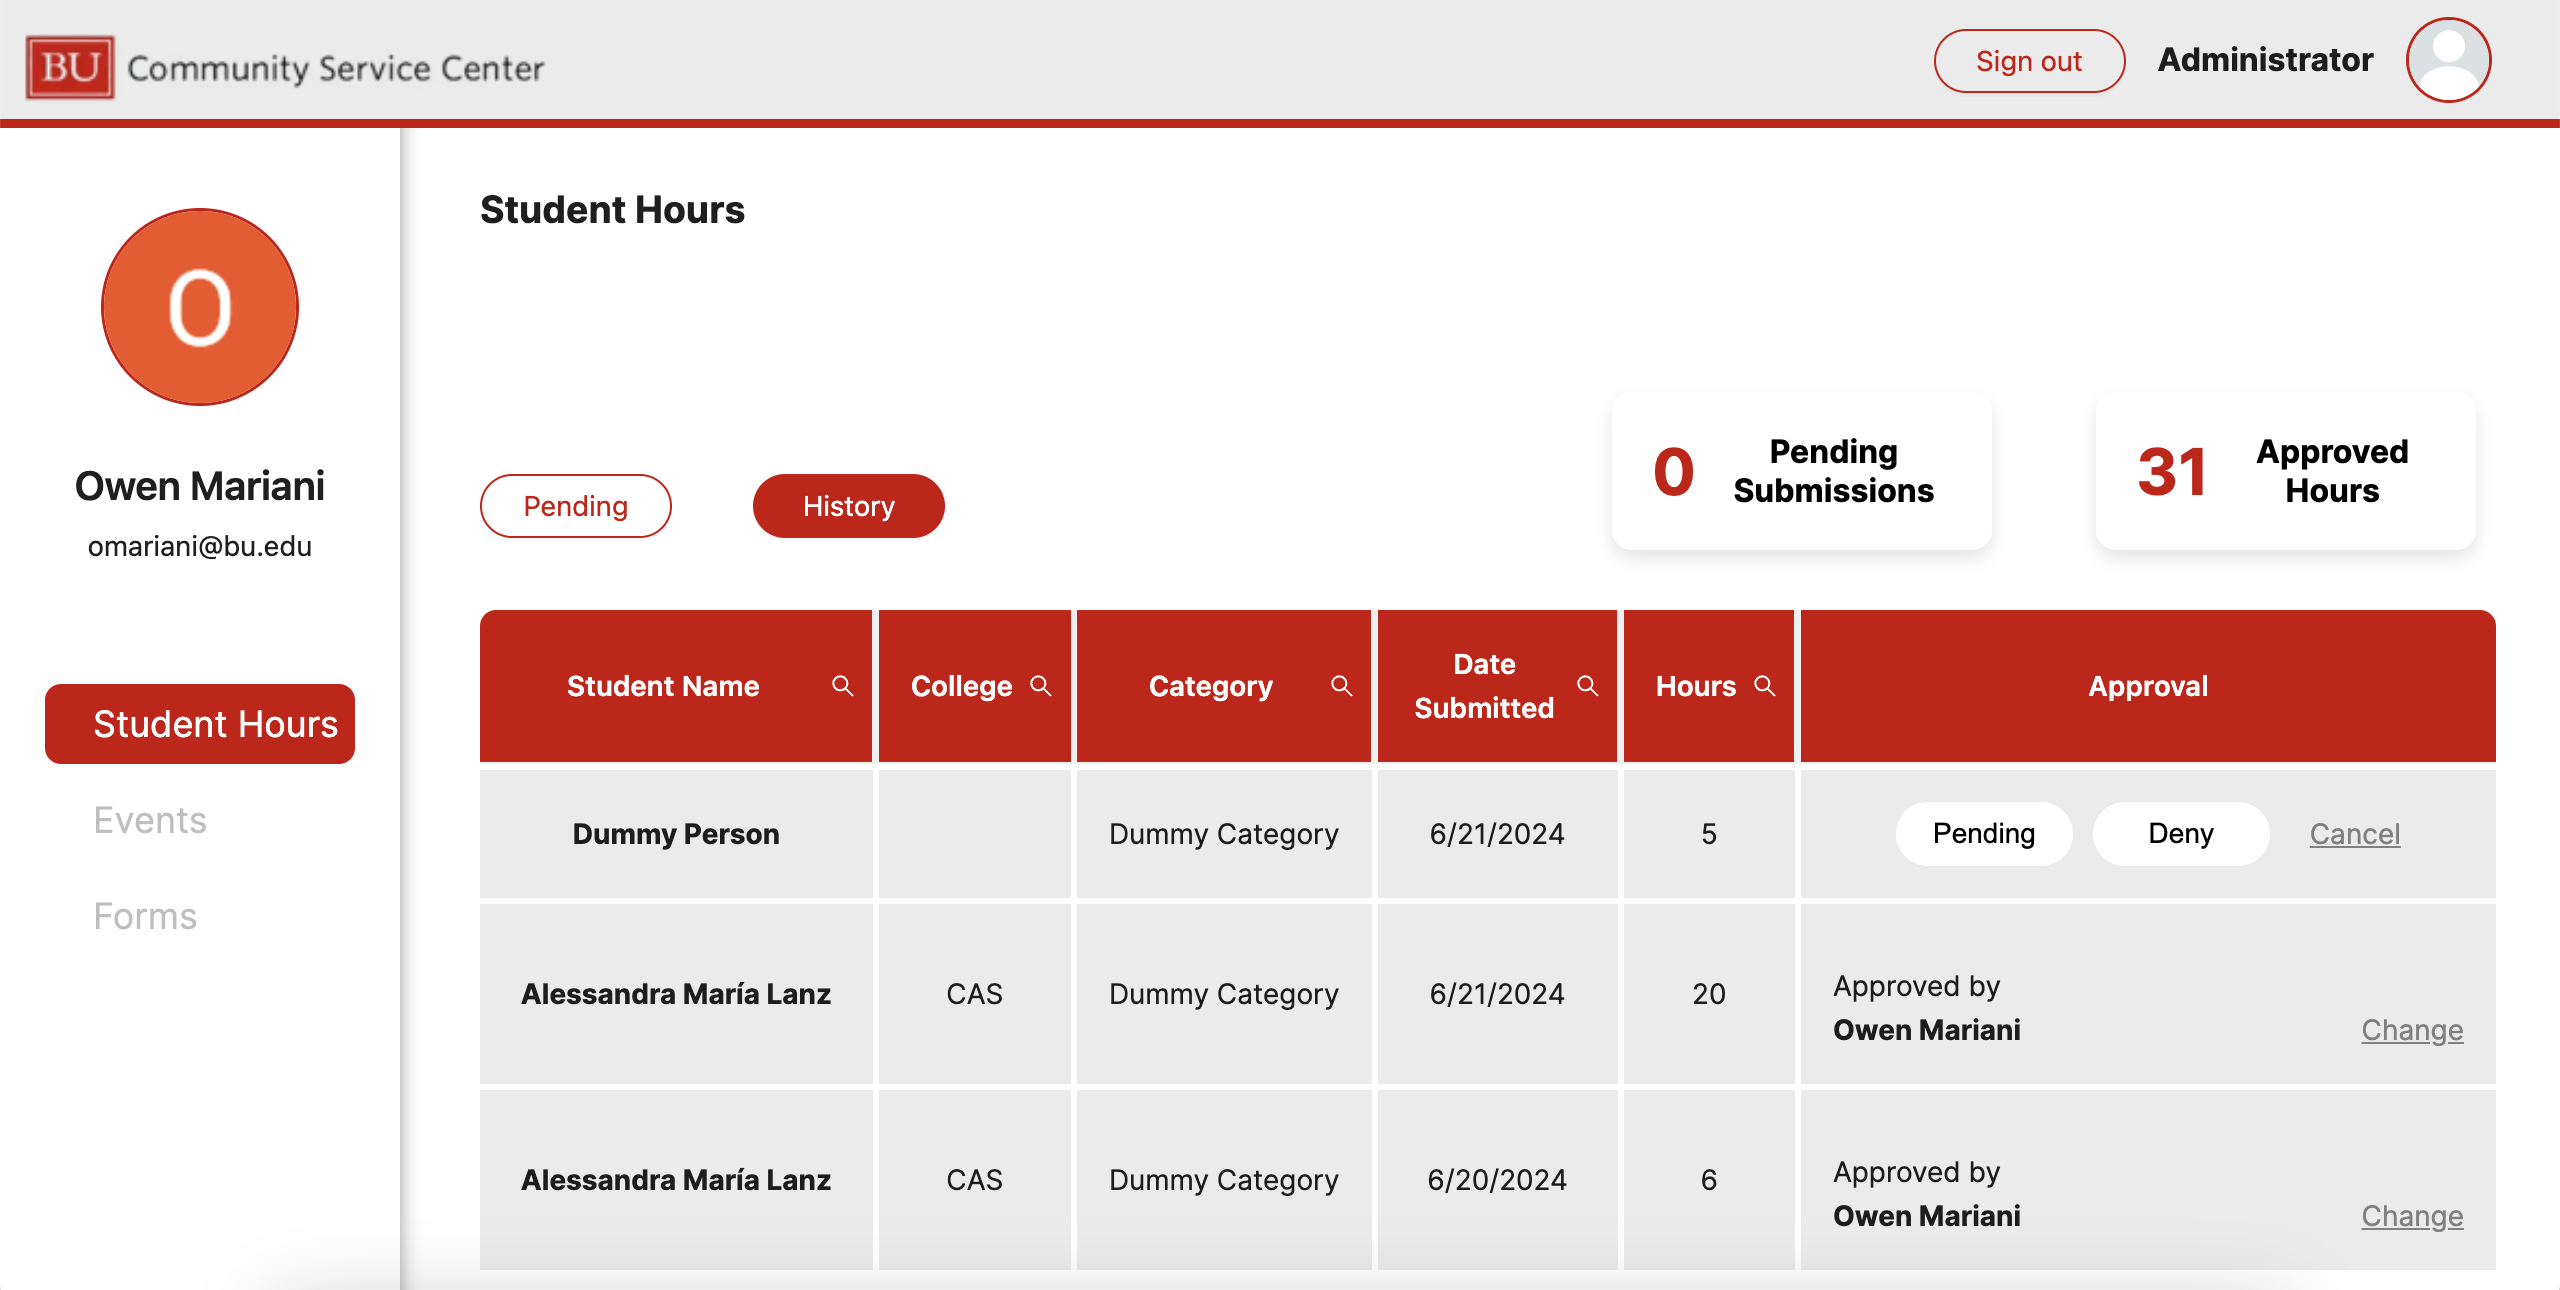 BU Community Service Center
Sign out
Administrator
O
Owen Mariani
omariani@bu.edu
Student Hours
Events
Forms
Student Hours
Pending
History
0 Pending
Submissions
31 Approved
Hours
Student Name
College
Category
Date
Submitted
Hours
Approval
Dummy Person
Dummy Category
6/21/2024
5
Pending
Deny
Cancel
Alessandra María Lanz
CAS
Dummy Category
6/21/2024
20
Approved by
Owen Mariani
Change
Alessandra María Lanz
CAS
Dummy Category
6/20/2024
6
Approved by
Owen Mariani
Change